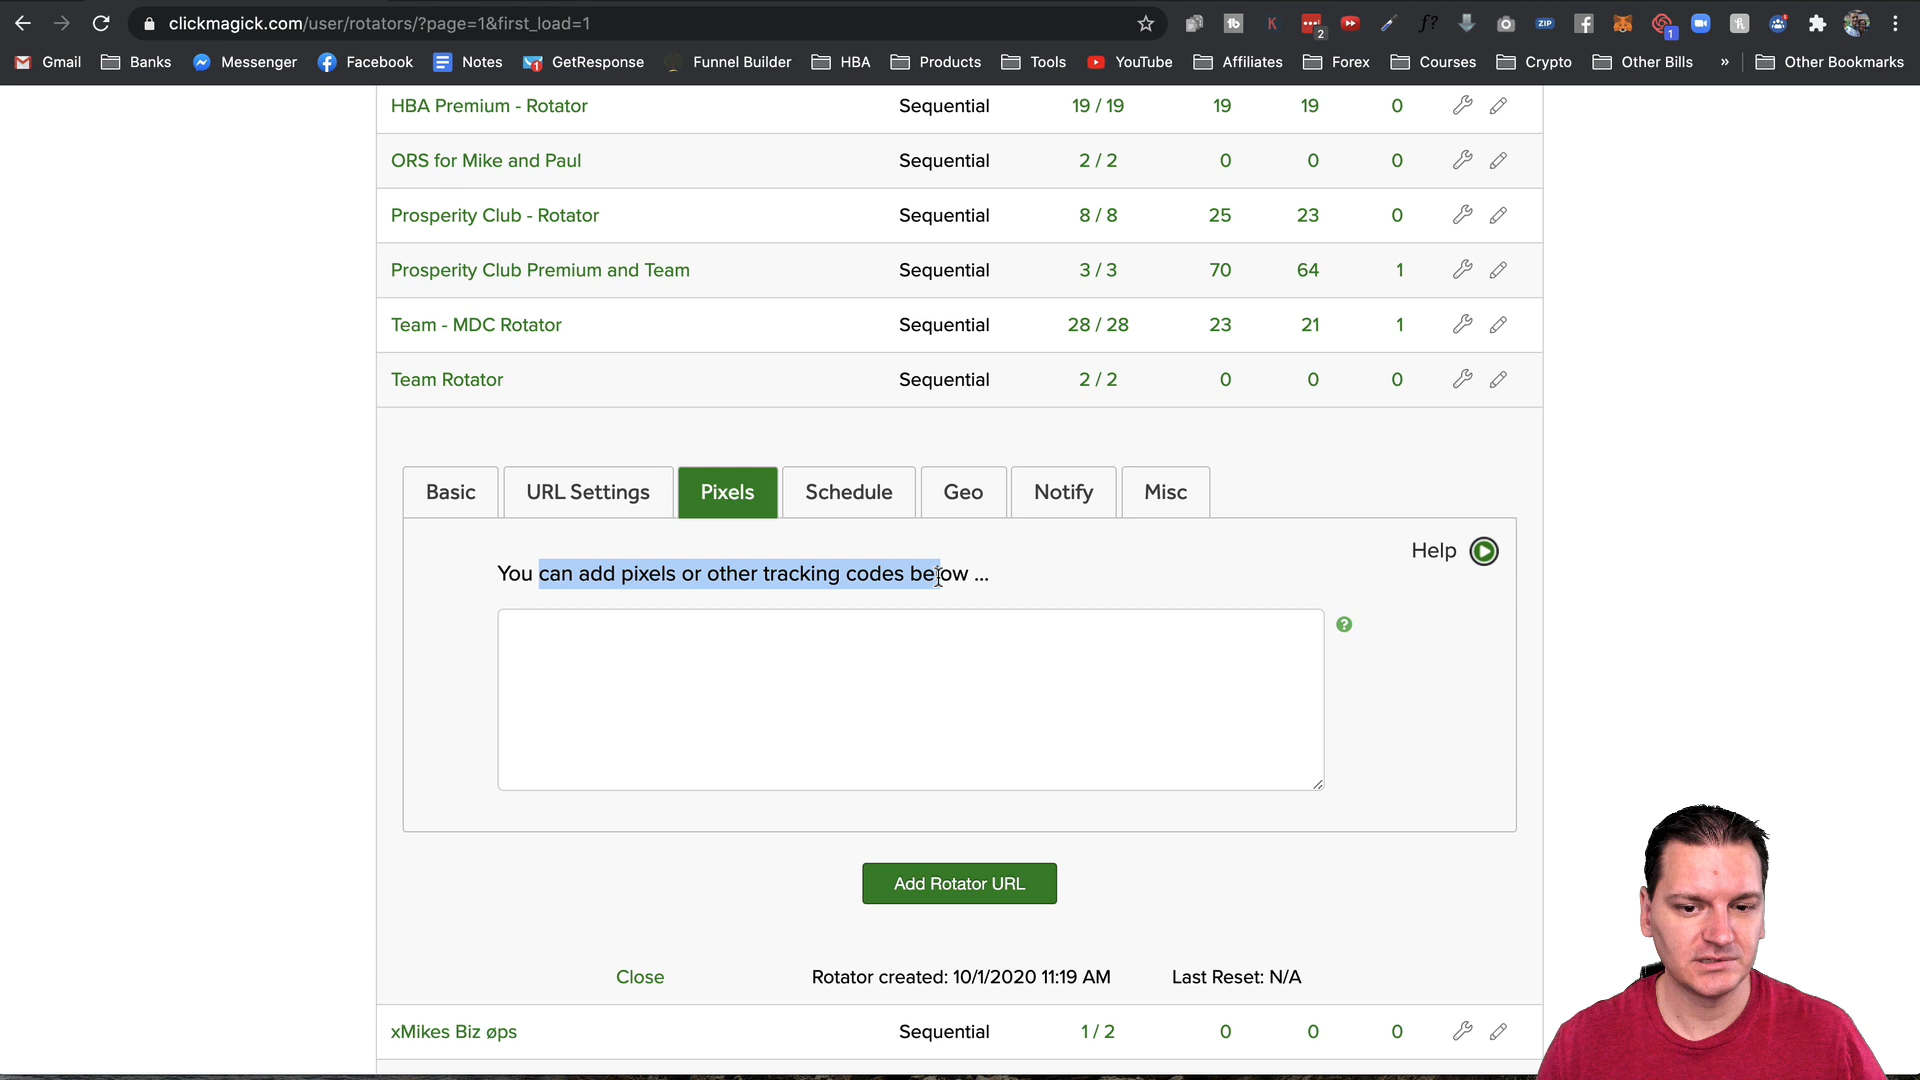 clickmagick.com/user/rotators/?page=1&first_load=1
Gmail Banks Messenger Facebook Notes GetResponse Funnel Builder HBA Products Tools YouTube Affiliates Forex Courses Crypto Other Bills » Other Bookmarks
HBA Premium - Rotator Sequential 19 / 19 19 19 0
ORS for Mike and Paul Sequential 2 / 2 0 0 0
Prosperity Club - Rotator Sequential 8 / 8 25 23 0
Prosperity Club Premium and Team Sequential 3 / 3 70 64 1
Team - MDC Rotator Sequential 28 / 28 23 21 1
Team Rotator Sequential 2 / 2 0 0 0
Basic URL Settings Pixels Schedule Geo Notify Misc
Help
You can add pixels or other tracking codes below ...
?
Add Rotator URL
Close Rotator created: 10/1/2020 11:19 AM Last Reset: N/A
xMikes Biz øps Sequential 1 / 2 0 0 0